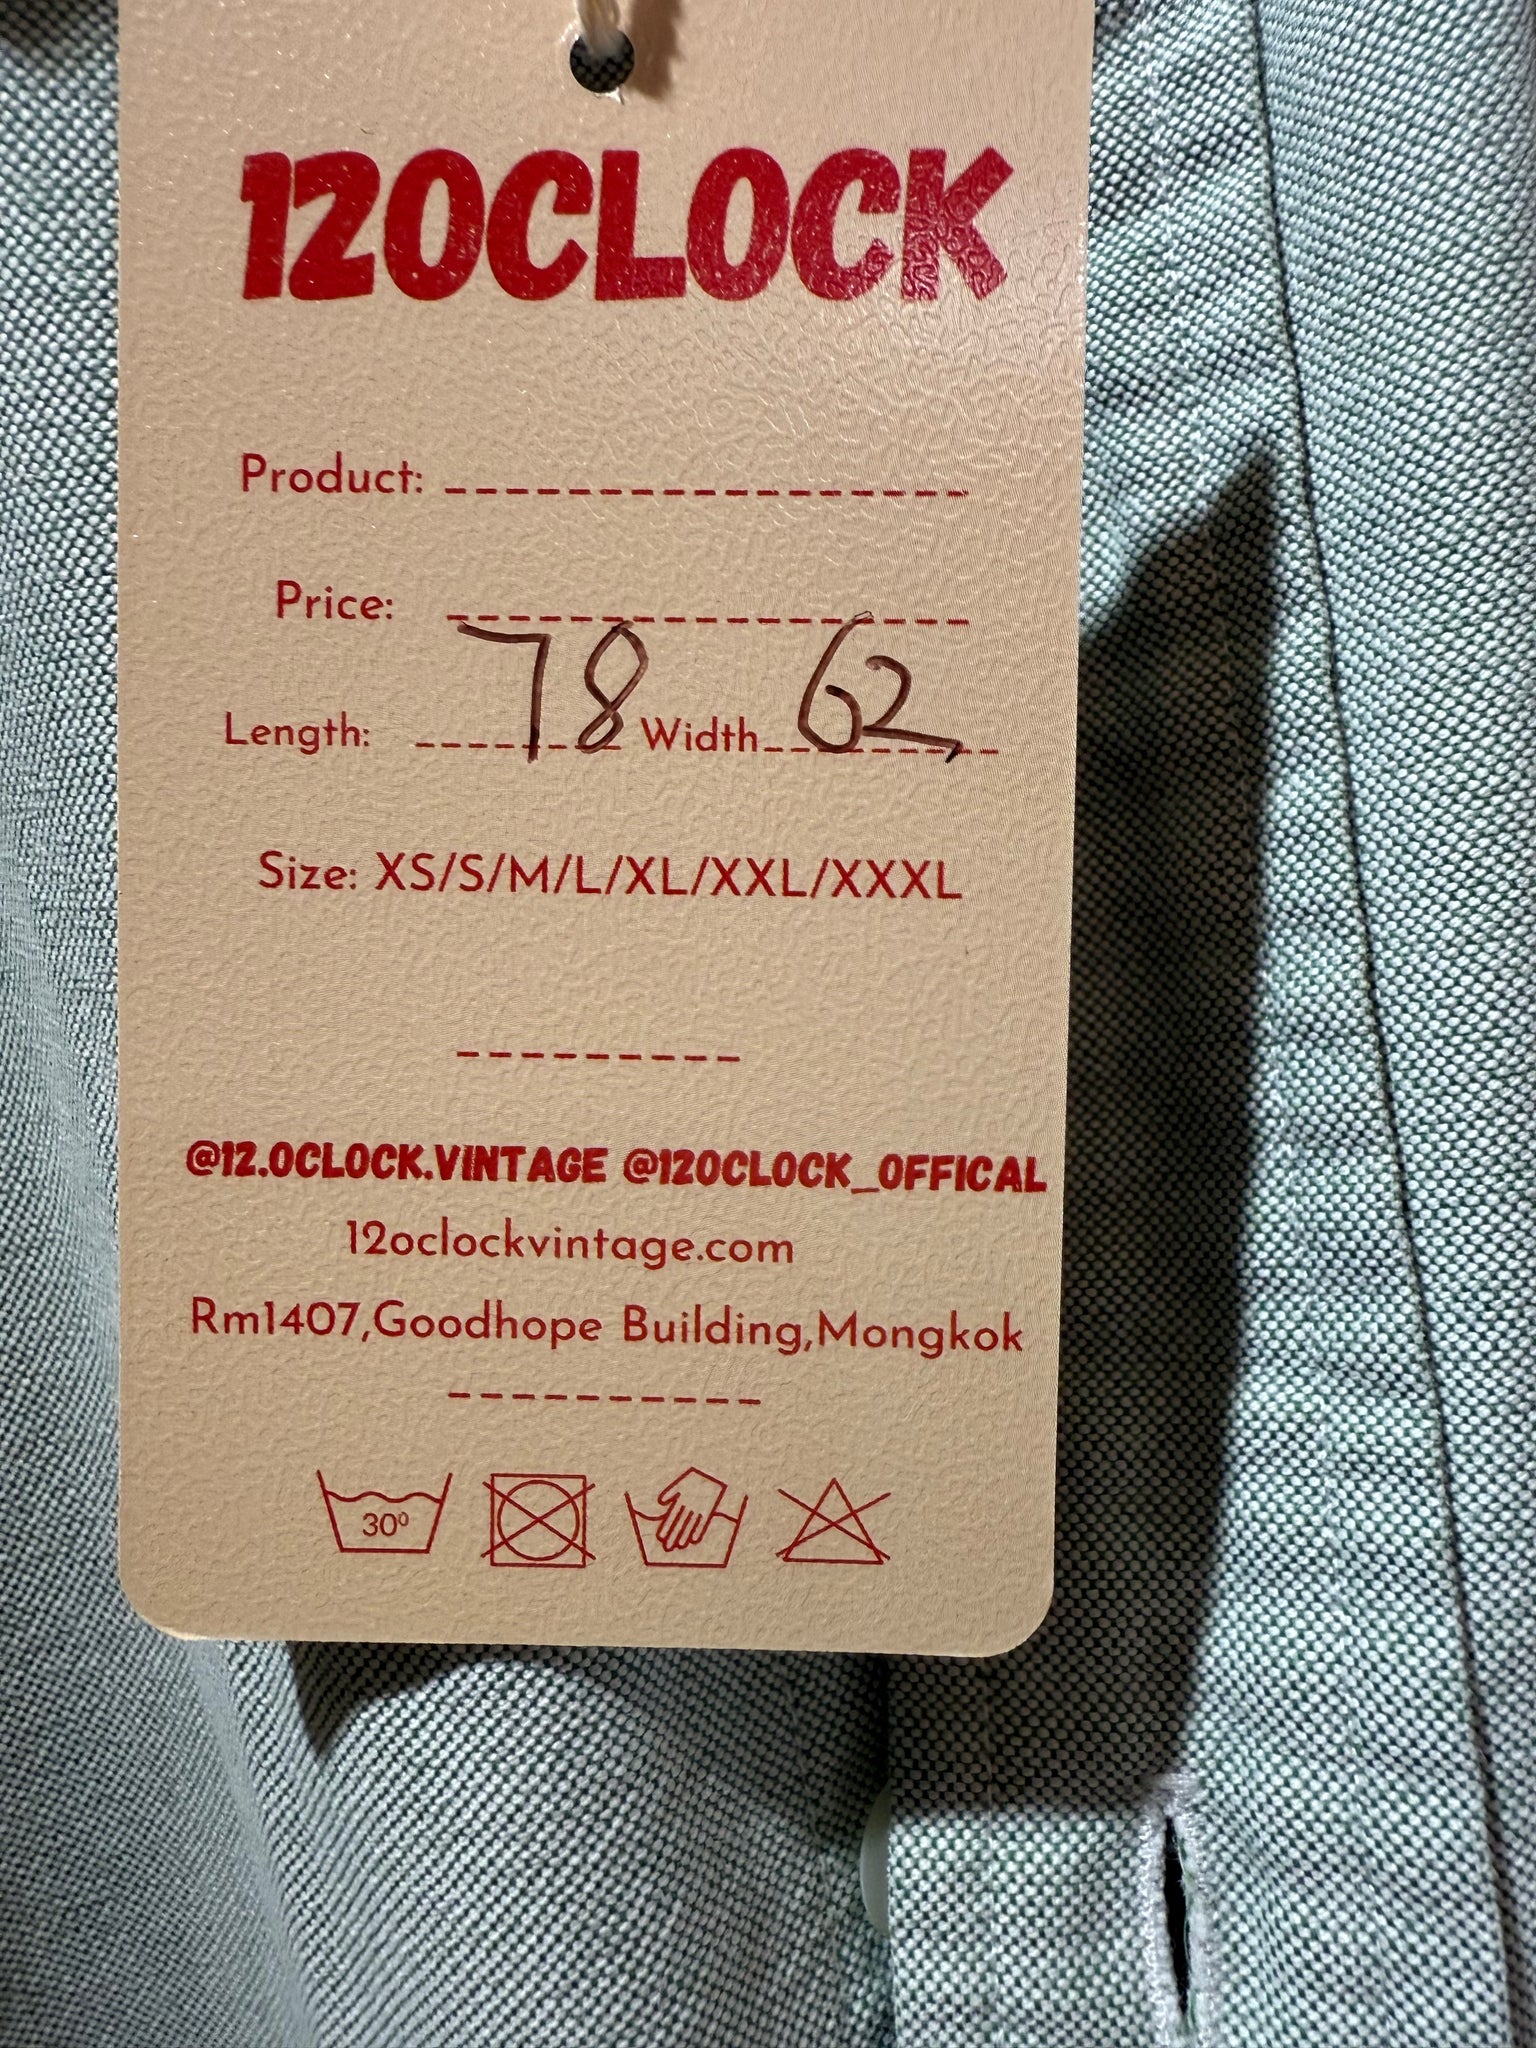 12OCLOCK
Product:
Price:
Length: 78 Width 62
Size: XS/S/M/L/XL/XXL/XXXL
@12.OCLOCK.VINTAGE @12OCLOCK_OFFICAL
12oclockvintage.com
Rm1407,Goodhope Building,Mongkok
30º